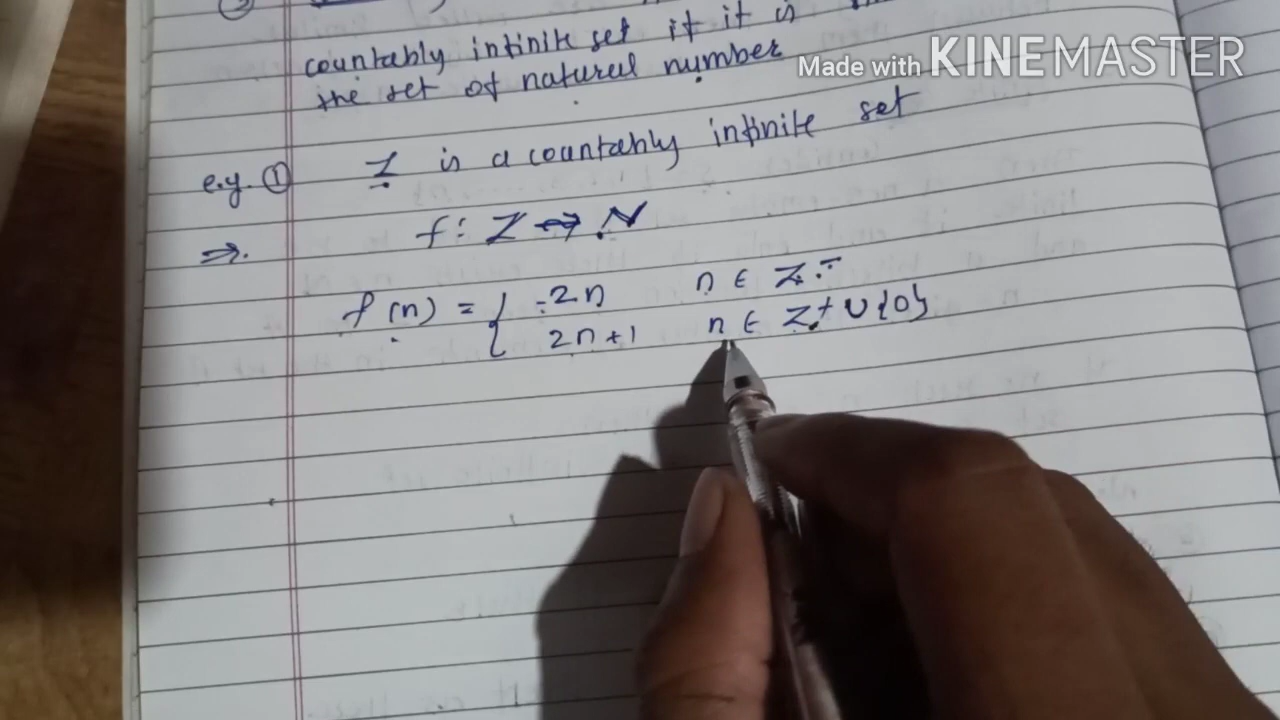 ③
countably infinite set if it is
the set of natural number
Made with KINEMASTER
e.g. ① Z is a countably infinite set
⇒. f: Z → N
f(n) = { -2n n ∈ Z⁻
2n+1 n ∈ Z⁺ ∪ {0}